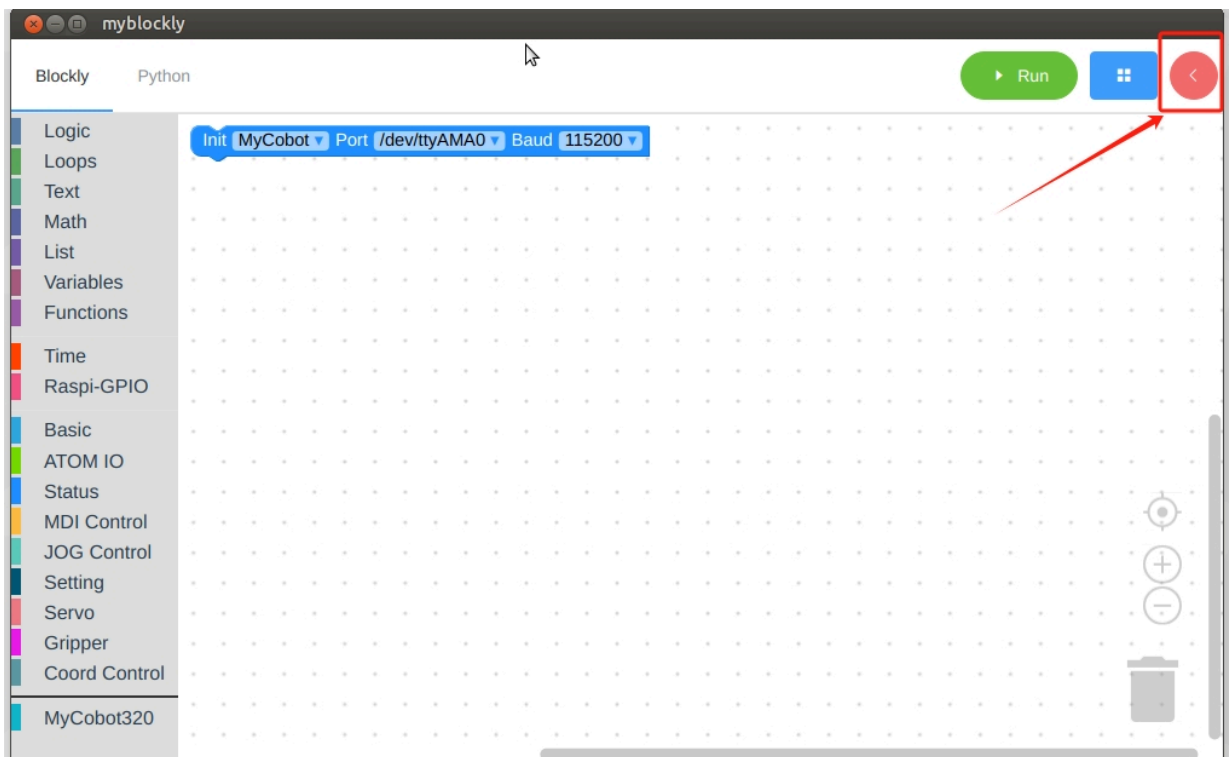 myblockly
Blockly Python Run
Init MyCobot Port /dev/ttyAMA0 Baud 115200
Logic
Loops
Text
Math
List
Variables
Functions
Time
Raspi-GPIO
Basic
ATOM IO
Status
MDI Control
JOG Control
Setting
Servo
Gripper
Coord Control
MyCobot320